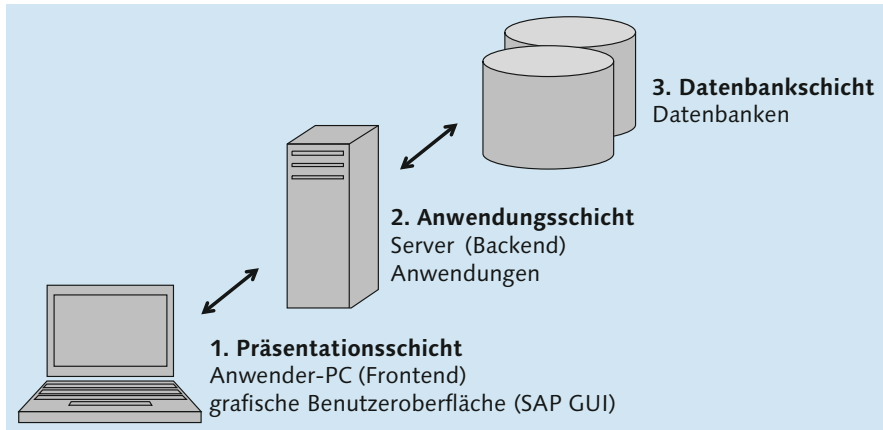 3. Datenbankschicht
Datenbanken
2. Anwendungsschicht
Server (Backend)
Anwendungen
1. Präsentationsschicht
Anwender-PC (Frontend)
grafische Benutzeroberfläche (SAP GUI)